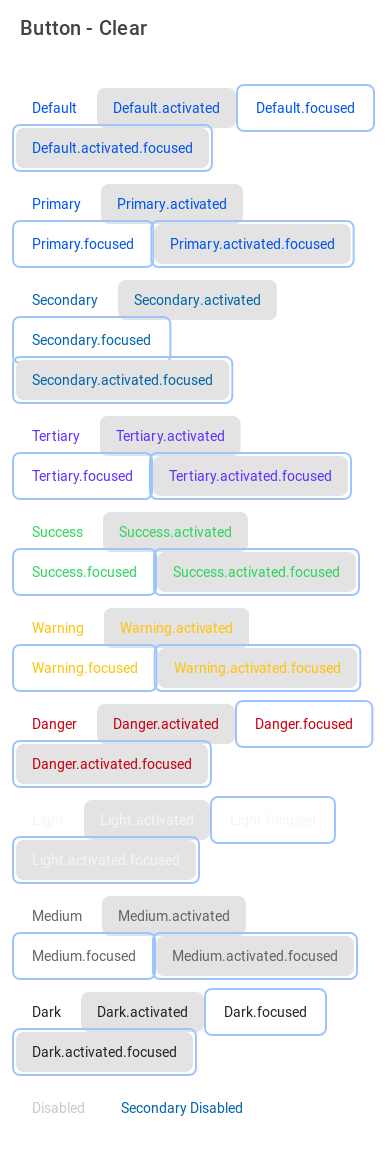 Button - Clear
Default Default.activated Default.focused
Default.activated.focused
Primary Primary.activated
Primary.focused Primary.activated.focused
Secondary Secondary.activated
Secondary.focused
Secondary.activated.focused
Tertiary Tertiary.activated
Tertiary.focused Tertiary.activated.focused
Success Success.activated
Success.focused Success.activated.focused
Warning Warning.activated
Warning.focused Warning.activated.focused
Danger Danger.activated Danger.focused
Danger.activated.focused
Light Light.activated Light.focused
Light.activated.focused
Medium Medium.activated
Medium.focused Medium.activated.focused
Dark Dark.activated Dark.focused
Dark.activated.focused
Disabled Secondary Disabled